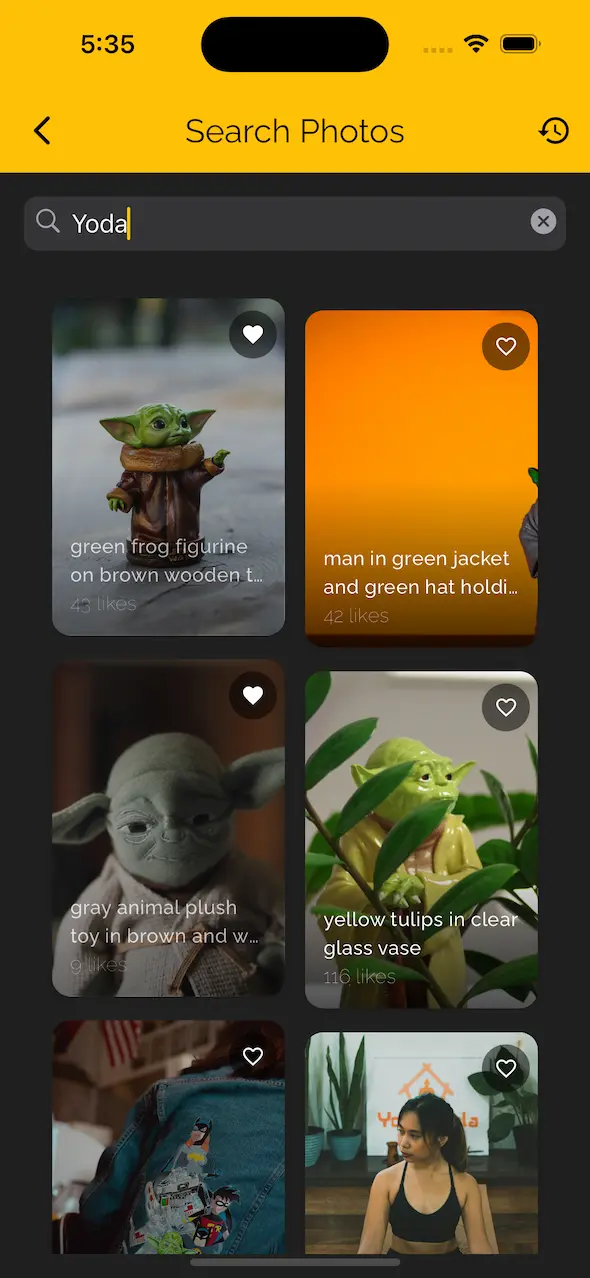 5:35
Search Photos
Yoda
green frog figurine
on brown wooden t…
43 likes
man in green jacket
and green hat holdi…
42 likes
gray animal plush
toy in brown and w…
9 likes
yellow tulips in clear
glass vase
116 likes